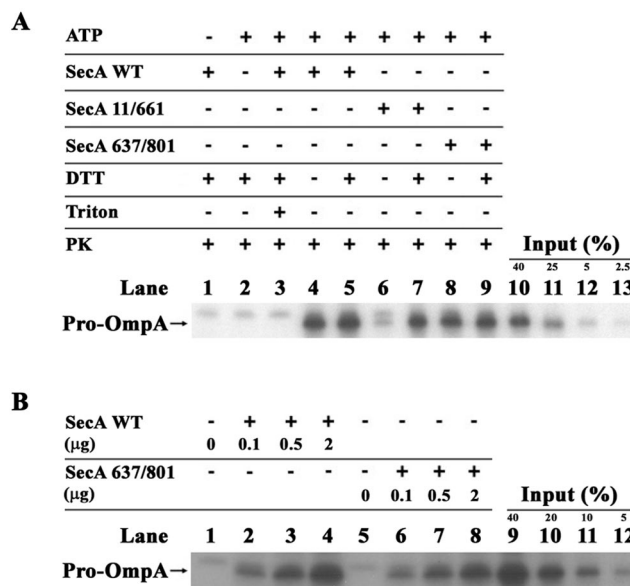 A
ATP - + + + + + + + +
SecA WT + - + + + - - - -
SecA 11/661 - - - - - + + - -
SecA 637/801 - - - - - - - + +
DTT + + + - + - + - +
Triton - - + - - - - - -
PK + + + + + + + + + Input (%)
40 25 5 2.5
Lane 1 2 3 4 5 6 7 8 9 10 11 12 13
Pro-OmpA→
B
SecA WT - + + + - - - -
(μg) 0 0.1 0.5 2
SecA 637/801 - - - - - + + +
(μg) 0 0.1 0.5 2 Input (%)
40 20 10 5
Lane 1 2 3 4 5 6 7 8 9 10 11 12
Pro-OmpA→